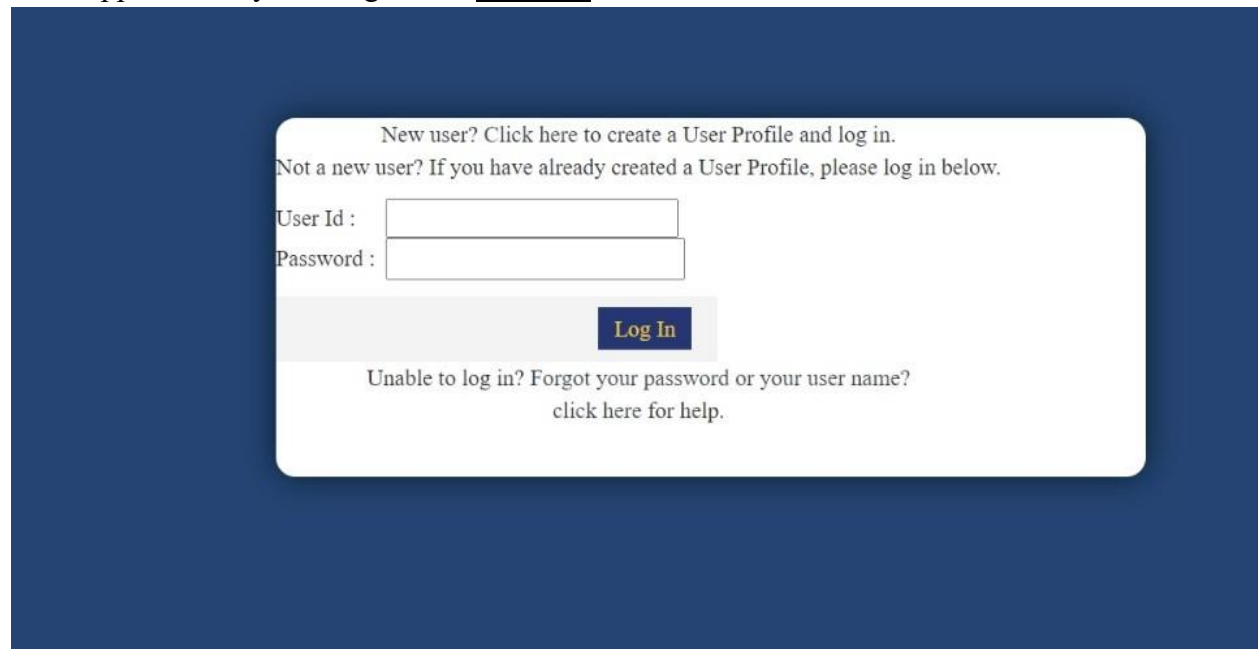 New user? Click here to create a User Profile and log in.
Not a new user? If you have already created a User Profile, please log in below.
User Id :
Password :
Log In
Unable to log in? Forgot your password or your user name?
click here for help.